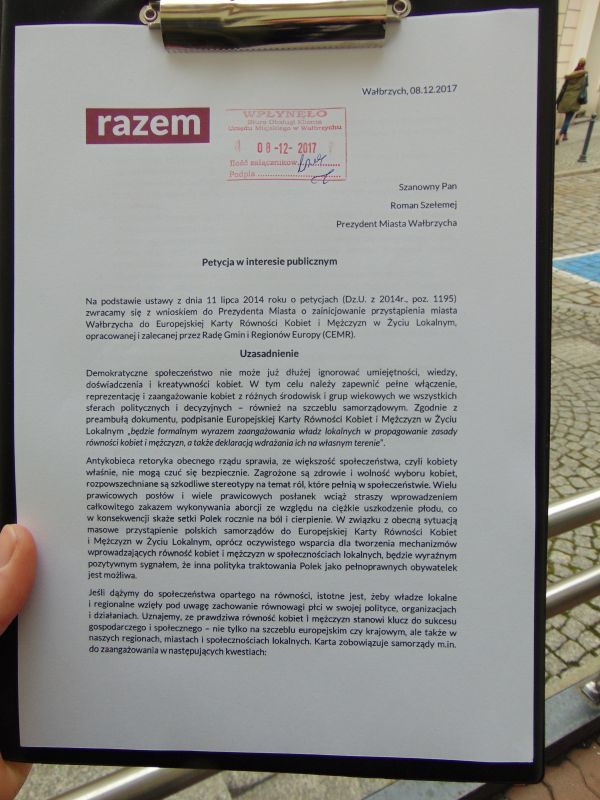 Wałbrzych, 08.12.2017
razem
WPŁYNĘŁO
Biuro Obsługi Klienta
Urzędu Miejskiego w Wałbrzychu
08 -12- 2017
Ilość załączników
Podpis
Szanowny Pan
Roman Szełemej
Prezydent Miasta Wałbrzycha
Petycja w interesie publicznym
Na podstawie ustawy z dnia 11 lipca 2014 roku o petycjach (Dz.U. z 2014r., poz. 1195)
zwracamy się z wnioskiem do Prezydenta Miasta o zainicjowanie przystąpienia miasta
Wałbrzycha do Europejskiej Karty Równości Kobiet i Mężczyzn w Życiu Lokalnym,
opracowanej i zalecanej przez Radę Gmin i Regionów Europy (CEMR).
Uzasadnienie
Demokratyczne społeczeństwo nie może już dłużej ignorować umiejętności, wiedzy,
doświadczenia i kreatywności kobiet. W tym celu należy zapewnić pełne włączenie,
reprezentację i zaangażowanie kobiet z różnych środowisk i grup wiekowych we wszystkich
sferach politycznych i decyzyjnych – również na szczeblu samorządowym. Zgodnie z
preambułą dokumentu, podpisanie Europejskiej Karty Równości Kobiet i Mężczyzn w Życiu
Lokalnym „będzie formalnym wyrazem zaangażowania władz lokalnych w propagowanie zasady
równości kobiet i mężczyzn, a także deklaracją wdrażania ich na własnym terenie”.
Antykobieca retoryka obecnego rządu sprawia, ze większość społeczeństwa, czyli kobiety
właśnie, nie mogą czuć się bezpiecznie. Zagrożone są zdrowie i wolność wyboru kobiet,
rozpowszechniane są szkodliwe stereotypy na temat ról, które pełnią w społeczeństwie. Wielu
prawicowych posłów i wiele prawicowych posłanek wciąż straszy wprowadzeniem
całkowitego zakazem wykonywania aborcji ze względu na ciężkie uszkodzenie płodu, co
w konsekwencji skaże setki Polek rocznie na ból i cierpienie. W związku z obecną sytuacją
masowe przystąpienie polskich samorządów do Europejskiej Karty Równości Kobiet
i Mężczyzn w Życiu Lokalnym, oprócz oczywistego wsparcia dla tworzenia mechanizmów
wprowadzających równość kobiet i mężczyzn w społecznościach lokalnych, będzie wyraźnym
pozytywnym sygnałem, że inna polityka traktowania Polek jako pełnoprawnych obywatelek
jest możliwa.
Jeśli dążymy do społeczeństwa opartego na równości, istotne jest, żeby władze lokalne
i regionalne wzięły pod uwagę zachowanie równowagi płci w swojej polityce, organizacjach
i działaniach. Uznajemy, ze prawdziwa równość kobiet i mężczyzn stanowi klucz do sukcesu
gospodarczego i społecznego – nie tylko na szczeblu europejskim czy krajowym, ale także w
naszych regionach, miastach i społecznościach lokalnych. Karta zobowiązuje samorządy m.in.
do zaangażowania w następujących kwestiach: